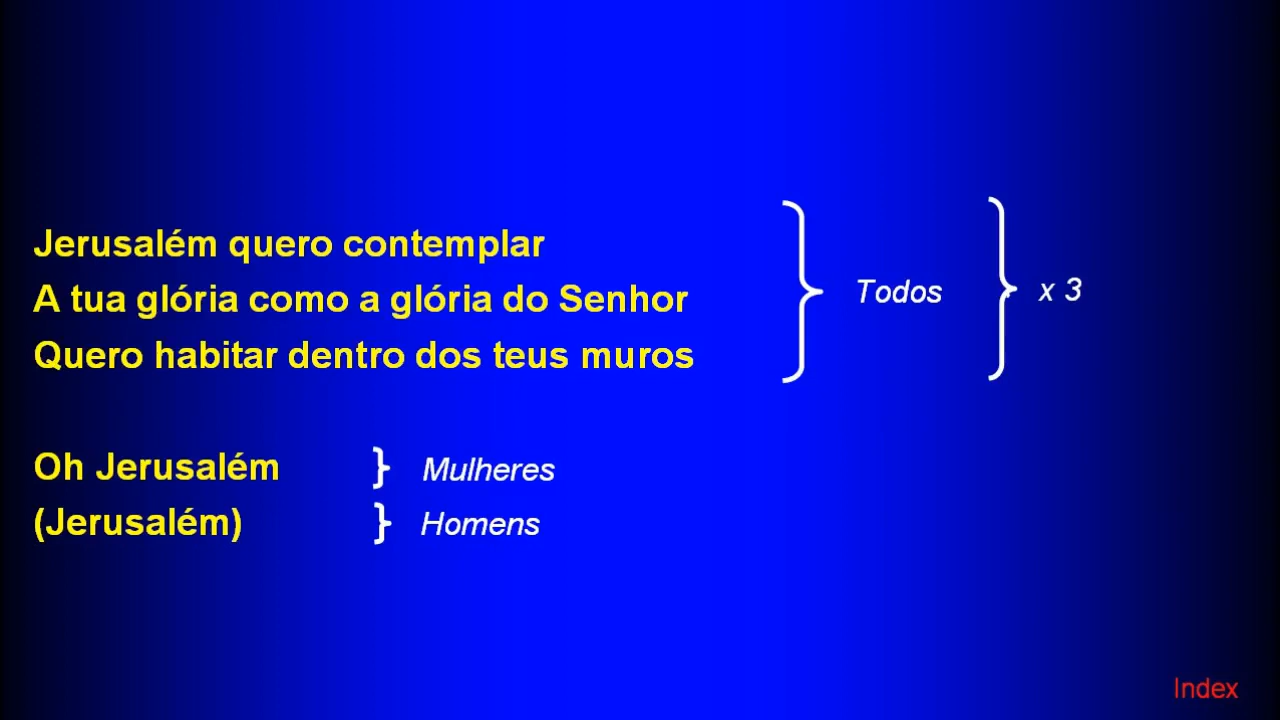 Jerusalém quero contemplar
A tua glória como a glória do Senhor
Quero habitar dentro dos teus muros
Todos
x 3
Oh Jerusalém } Mulheres
(Jerusalém) } Homens
Index